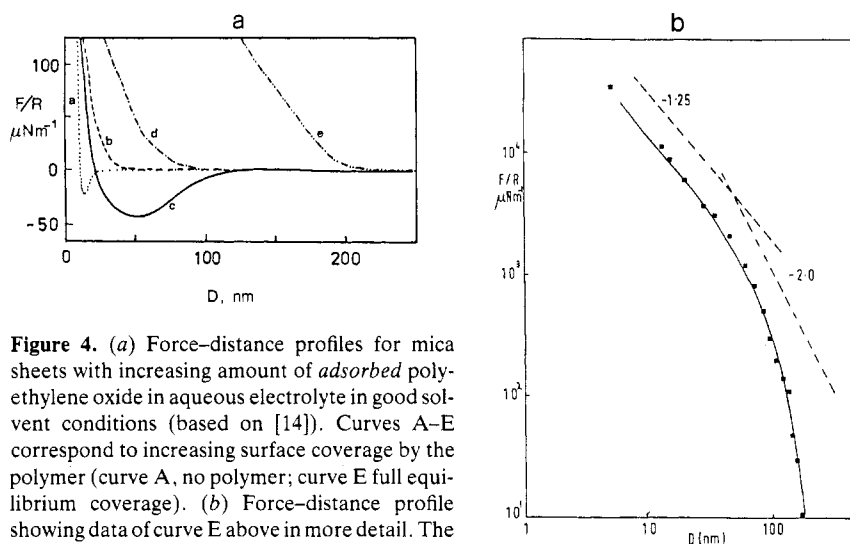 a
100
F/R
μNm⁻¹
0
-50
a
b
c
d
e
0
100
200
D, nm
Figure 4. (a) Force–distance profiles for mica
sheets with increasing amount of adsorbed poly-
ethylene oxide in aqueous electrolyte in good sol-
vent conditions (based on [14]). Curves A–E
correspond to increasing surface coverage by the
polymer (curve A, no polymer; curve E full equi-
librium coverage). (b) Force–distance profile
showing data of curve E above in more detail. The
b
-1·25
10⁴
F/R
μNm⁻¹
-2·0
10³
10²
10¹
1
10
100
D(nm)